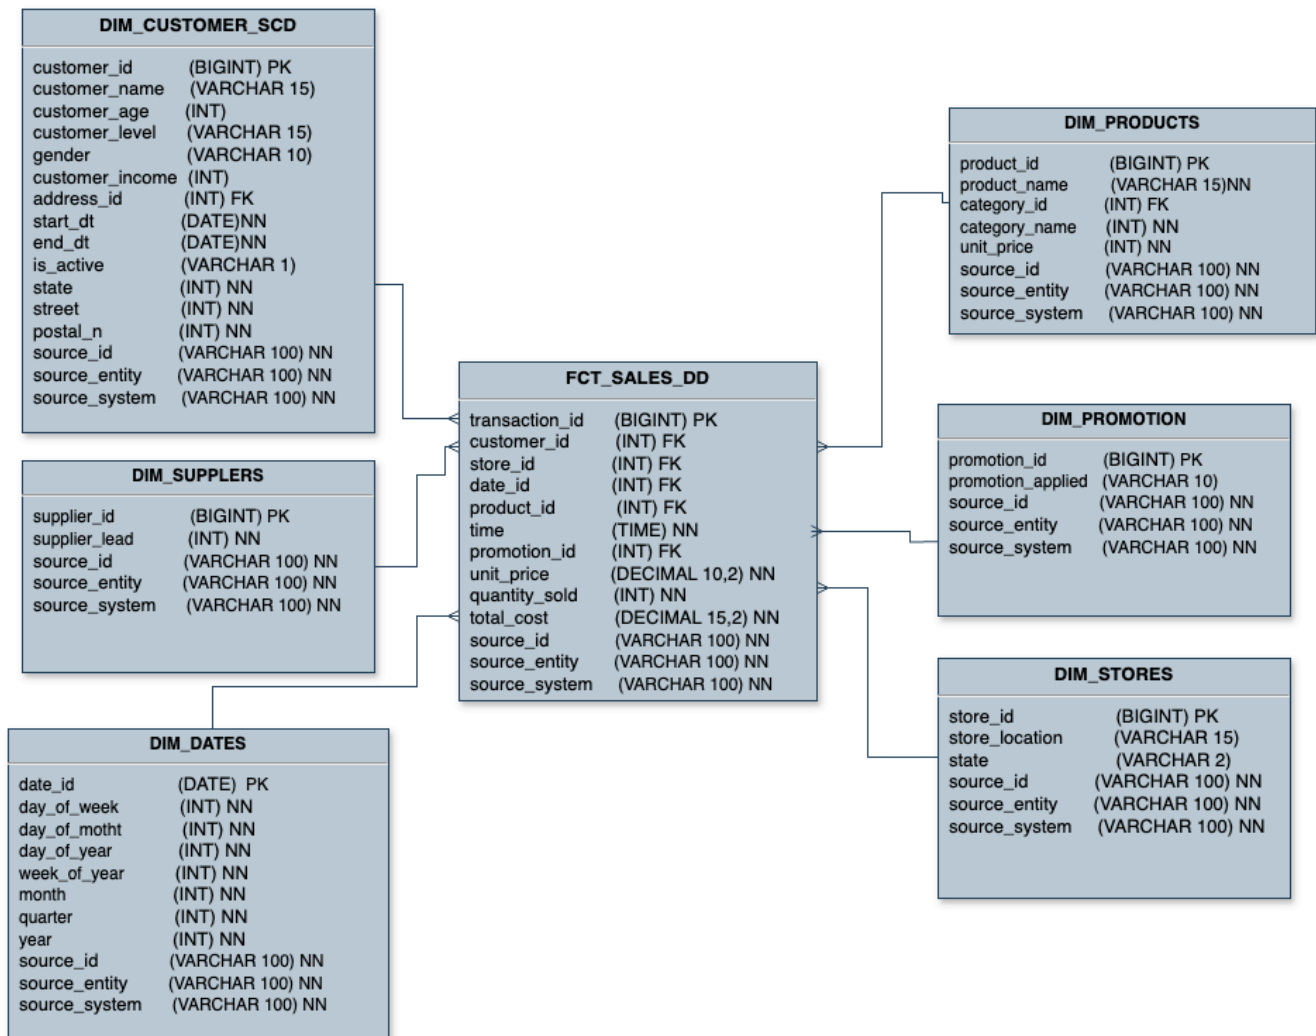 DIM_CUSTOMER_SCD
customer_id (BIGINT) PK
customer_name (VARCHAR 15)
customer_age (INT)
customer_level (VARCHAR 15)
gender (VARCHAR 10)
customer_income (INT)
address_id (INT) FK
start_dt (DATE)NN
end_dt (DATE)NN
is_active (VARCHAR 1)
state (INT) NN
street (INT) NN
postal_n (INT) NN
source_id (VARCHAR 100) NN
source_entity (VARCHAR 100) NN
source_system (VARCHAR 100) NN
DIM_SUPPLERS
supplier_id (BIGINT) PK
supplier_lead (INT) NN
source_id (VARCHAR 100) NN
source_entity (VARCHAR 100) NN
source_system (VARCHAR 100) NN
DIM_DATES
date_id (DATE) PK
day_of_week (INT) NN
day_of_motht (INT) NN
day_of_year (INT) NN
week_of_year (INT) NN
month (INT) NN
quarter (INT) NN
year (INT) NN
source_id (VARCHAR 100) NN
source_entity (VARCHAR 100) NN
source_system (VARCHAR 100) NN
FCT_SALES_DD
transaction_id (BIGINT) PK
customer_id (INT) FK
store_id (INT) FK
date_id (INT) FK
product_id (INT) FK
time (TIME) NN
promotion_id (INT) FK
unit_price (DECIMAL 10,2) NN
quantity_sold (INT) NN
total_cost (DECIMAL 15,2) NN
source_id (VARCHAR 100) NN
source_entity (VARCHAR 100) NN
source_system (VARCHAR 100) NN
DIM_PRODUCTS
product_id (BIGINT) PK
product_name (VARCHAR 15)NN
category_id (INT) FK
category_name (INT) NN
unit_price (INT) NN
source_id (VARCHAR 100) NN
source_entity (VARCHAR 100) NN
source_system (VARCHAR 100) NN
DIM_PROMOTION
promotion_id (BIGINT) PK
promotion_applied (VARCHAR 10)
source_id (VARCHAR 100) NN
source_entity (VARCHAR 100) NN
source_system (VARCHAR 100) NN
DIM_STORES
store_id (BIGINT) PK
store_location (VARCHAR 15)
state (VARCHAR 2)
source_id (VARCHAR 100) NN
source_entity (VARCHAR 100) NN
source_system (VARCHAR 100) NN